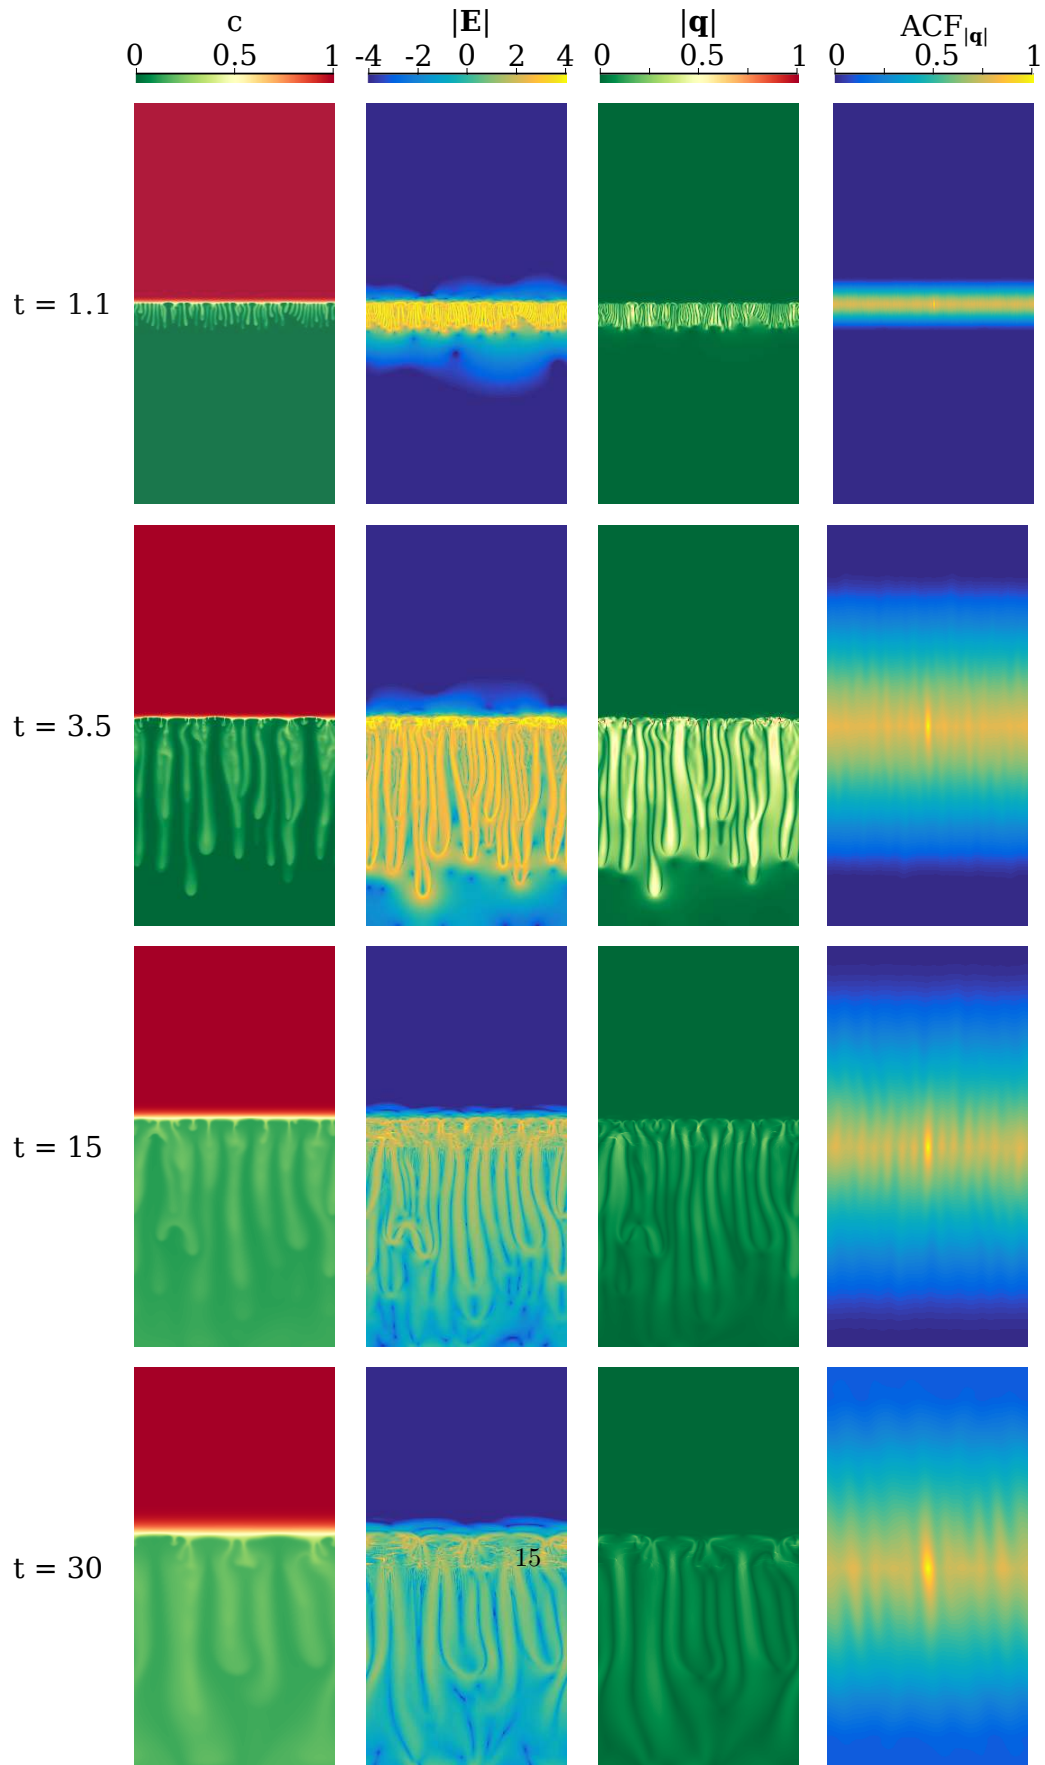 c |E| |q| ACF|q|
0 0.5 1 -4 -2 0 2 4 0 0.5 1 0 0.5 1
t = 1.1
t = 3.5
t = 15
15
t = 30